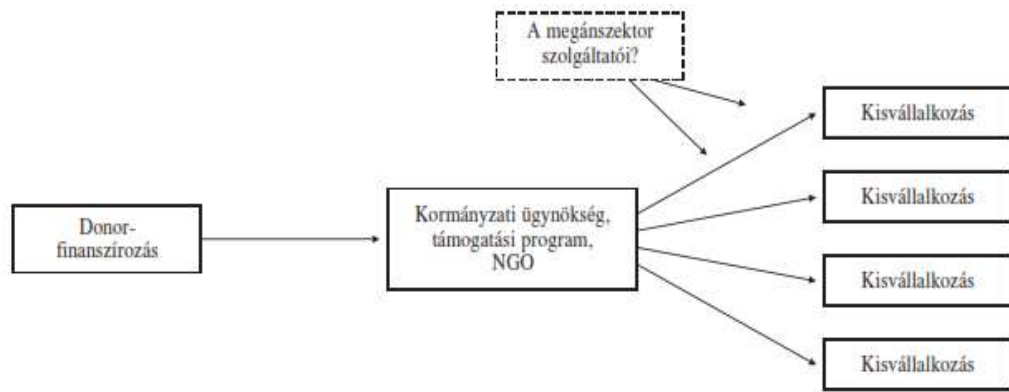 A megánszektor
szolgáltatói?
Kisvállalkozás
Kisvállalkozás
Donor-
finanszírozás
Kormányzati ügynökség,
támogatási program,
NGO
Kisvállalkozás
Kisvállalkozás